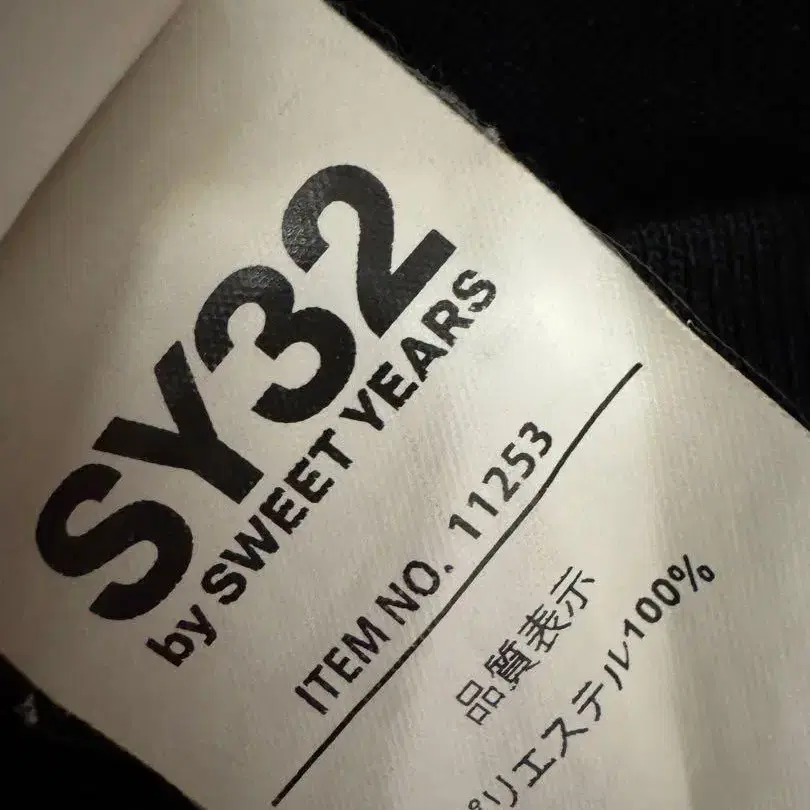 SY32
by SWEET YEARS
ITEM NO. 11253
品質表示
ポリエステル100%